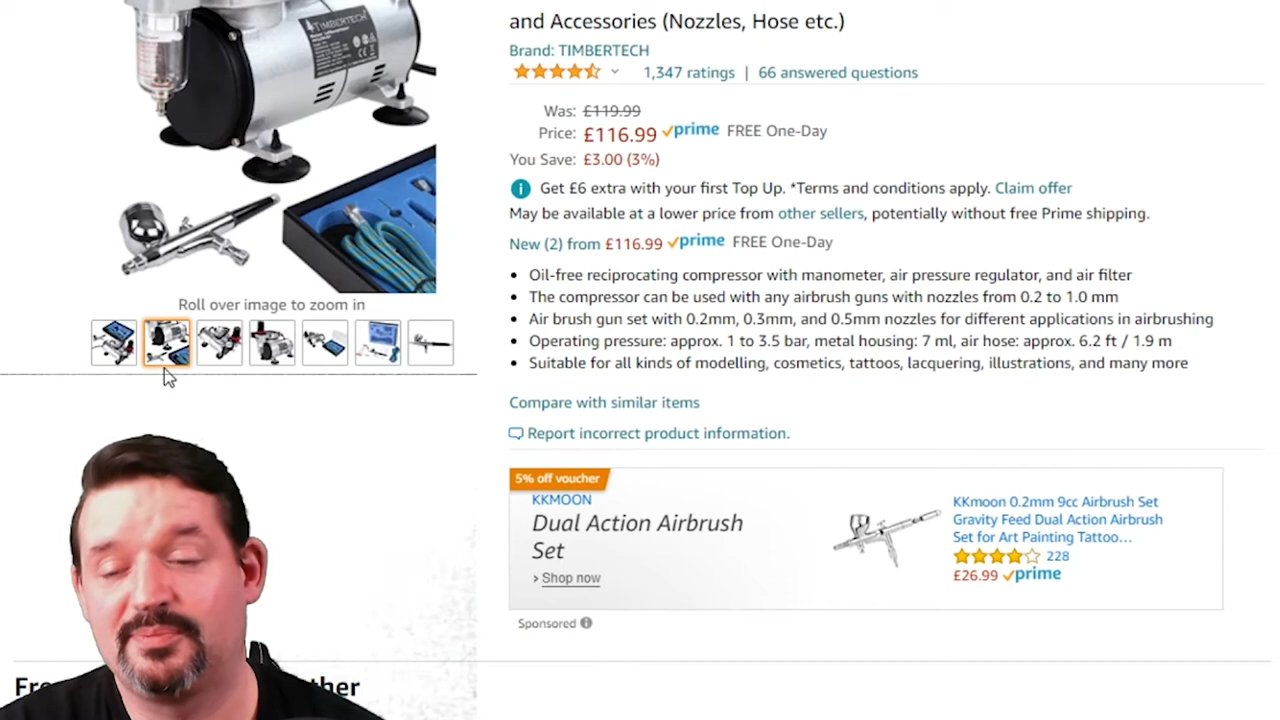 TIMBERTECH
and Accessories (Nozzles, Hose etc.)
Brand: TIMBERTECH
1,347 ratings | 66 answered questions
Was: £119.99
Price: £116.99 prime FREE One-Day
You Save: £3.00 (3%)
Get £6 extra with your first Top Up. *Terms and conditions apply. Claim offer
May be available at a lower price from other sellers, potentially without free Prime shipping.
New (2) from £116.99 prime FREE One-Day
• Oil-free reciprocating compressor with manometer, air pressure regulator, and air filter
• The compressor can be used with any airbrush guns with nozzles from 0.2 to 1.0 mm
• Air brush gun set with 0.2mm, 0.3mm, and 0.5mm nozzles for different applications in airbrushing
• Operating pressure: approx. 1 to 3.5 bar, metal housing: 7 ml, air hose: approx. 6.2 ft / 1.9 m
• Suitable for all kinds of modelling, cosmetics, tattoos, lacquering, illustrations, and many more
Roll over image to zoom in
Compare with similar items
Report incorrect product information.
5% off voucher
KKMOON
Dual Action Airbrush
Set
› Shop now
KKmoon 0.2mm 9cc Airbrush Set
Gravity Feed Dual Action Airbrush
Set for Art Painting Tattoo...
228
£26.99 prime
Sponsored